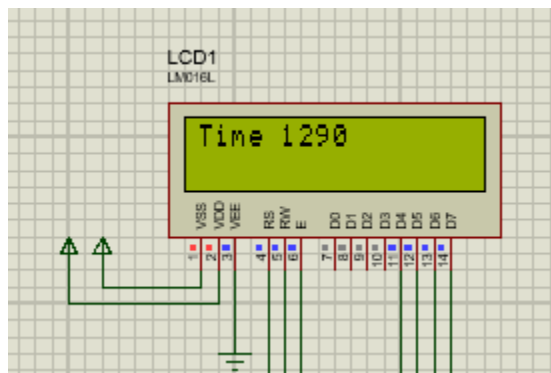 LCD1
LM016L
Time 1290
VSS VDD VEE RS RW E D0 D1 D2 D3 D4 D5 D6 D7
1 2 3 4 5 6 7 8 9 10 11 12 13 14